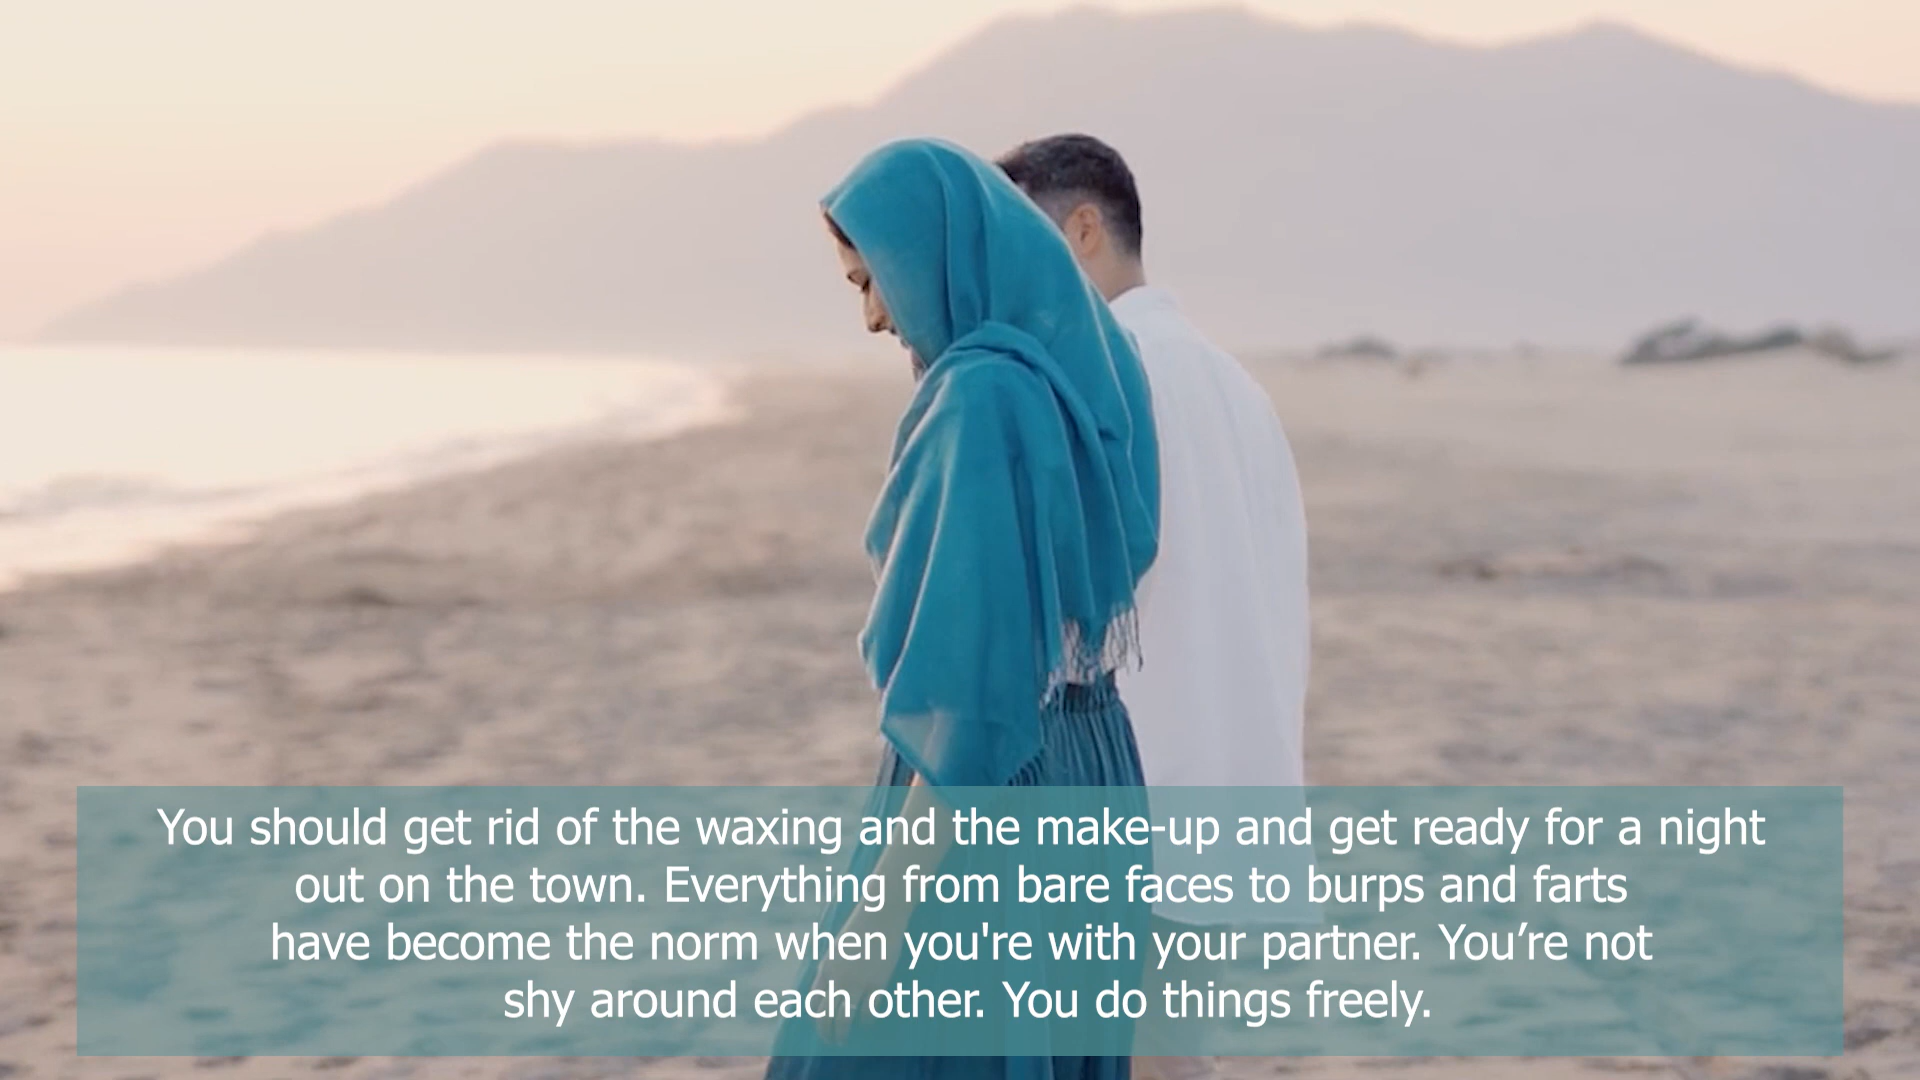 You should get rid of the waxing and the make-up and get ready for a night
out on the town. Everything from bare faces to burps and farts
have become the norm when you're with your partner. You’re not
shy around each other. You do things freely.